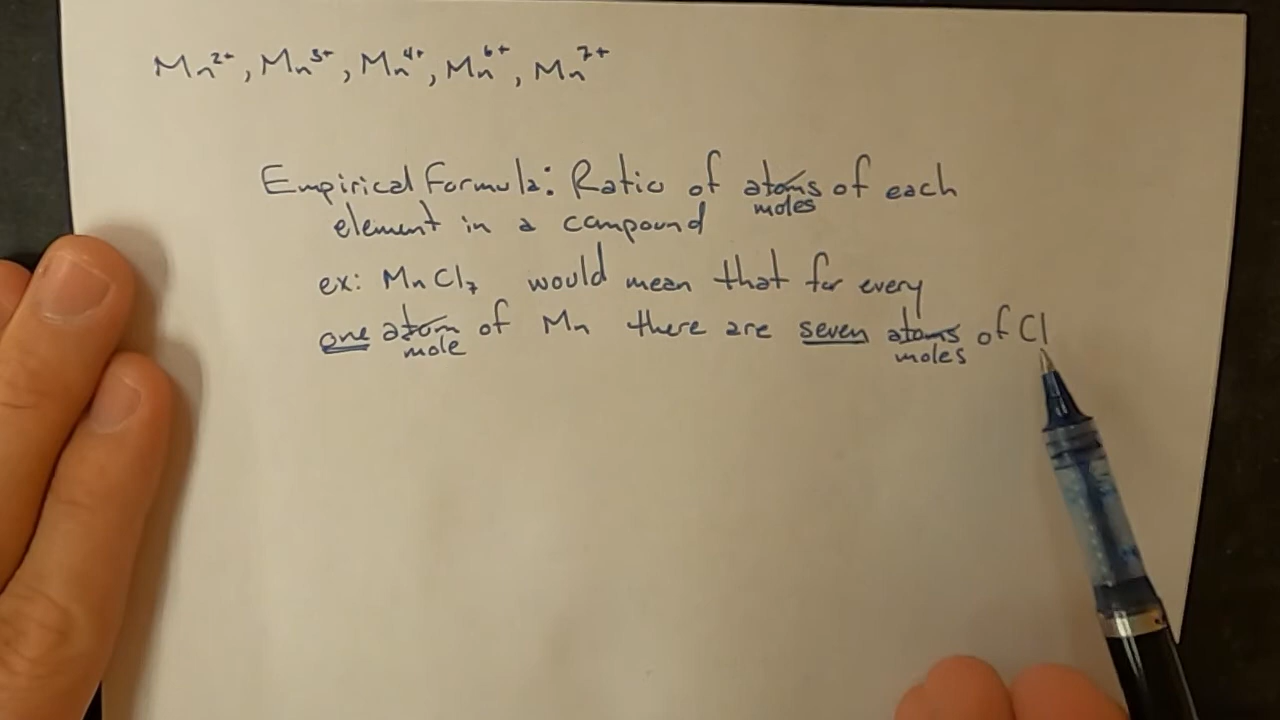 Mn²⁺, Mn³⁺, Mn⁴⁺, Mn⁶⁺, Mn⁷⁺
Empirical Formula: Ratio of atoms of each
moles
element in a compound
ex: MnCl₇ would mean that for every
one atom of Mn there are seven atoms of Cl
mole moles